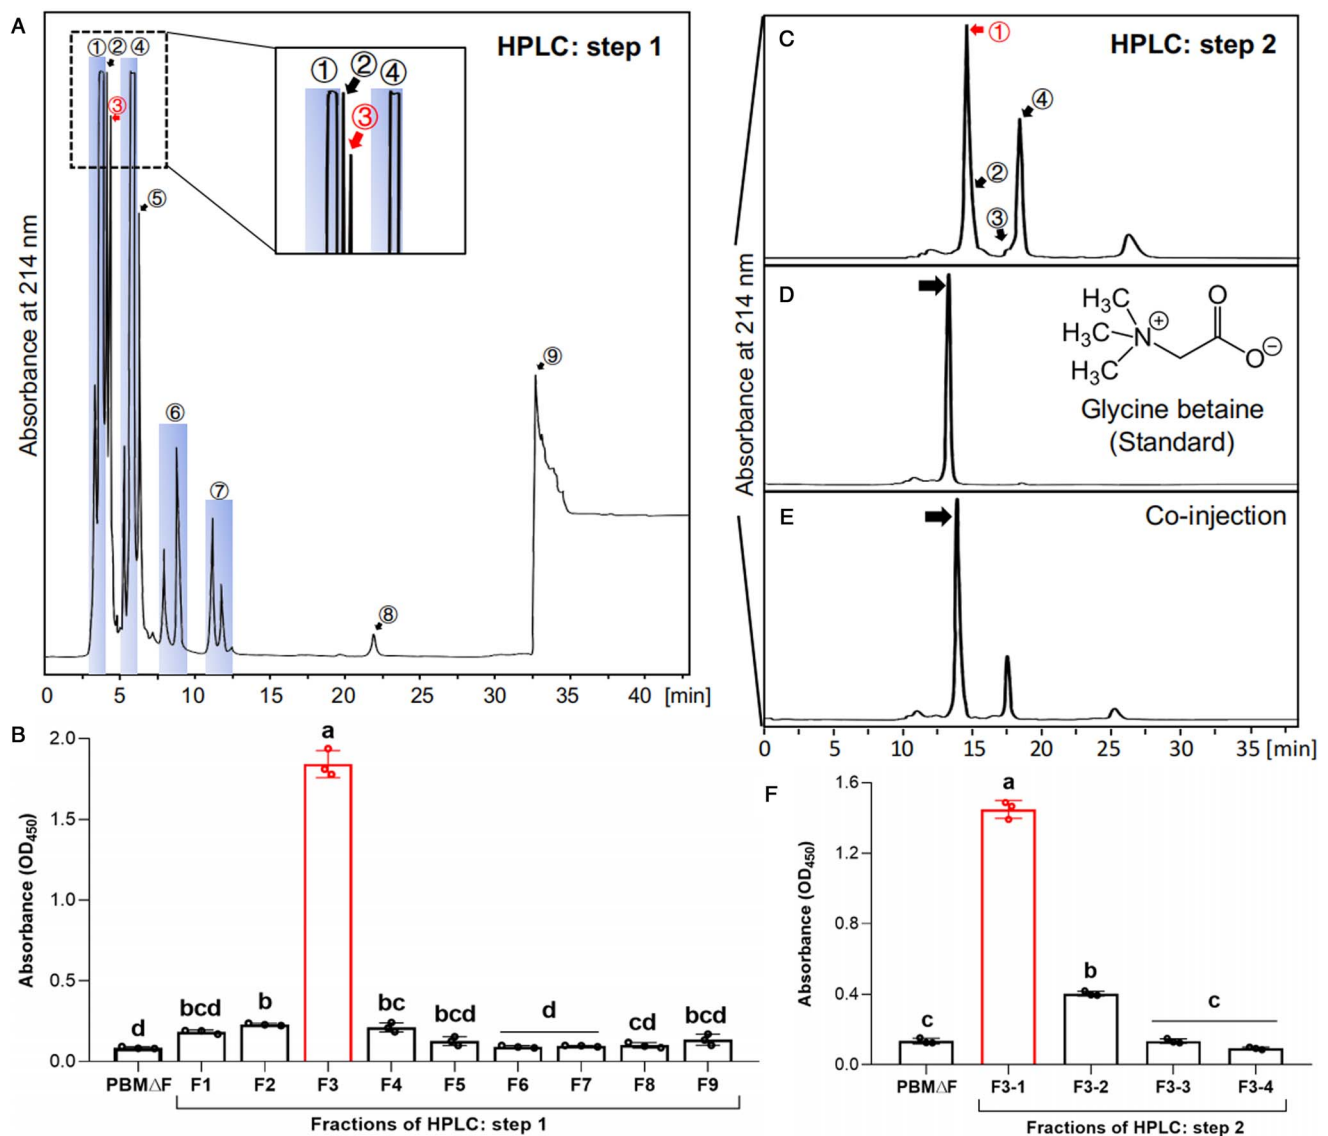 A
HPLC: step 1
① ② ④
③
① ② ④
③
⑤
⑥
⑦
⑧
⑨
Absorbance at 214 nm
0 5 10 15 20 25 30 35 40 [min]
B
Absorbance (OD450)
2.0
1.5
1.0
0.5
0.0
d bcd b a bc bcd d cd bcd
PBMΔF F1 F2 F3 F4 F5 F6 F7 F8 F9
Fractions of HPLC: step 1
C
HPLC: step 2
①
④
②
③
Absorbance at 214 nm
D
H3C
H3C
H3C
N
⊕
O
O
⊖
Glycine betaine
(Standard)
E
Co-injection
0 5 10 15 20 25 30 35 [min]
F
Absorbance (OD450)
1.6
1.2
0.8
0.4
0.0
c a b c
PBMΔF F3-1 F3-2 F3-3 F3-4
Fractions of HPLC: step 2